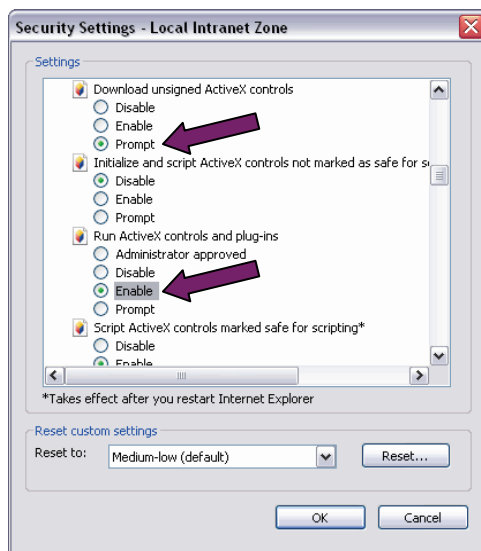 Security Settings - Local Intranet Zone
Settings
Download unsigned ActiveX controls
Disable
Enable
Prompt
Initialize and script ActiveX controls not marked as safe for
Disable
Enable
Prompt
Run ActiveX controls and plug-ins
Administrator approved
Disable
Enable
Prompt
Script ActiveX controls marked safe for scripting*
Disable
Enable
*Takes effect after you restart Internet Explorer
Reset custom settings
Reset to:
Medium-low (default)
Reset...
OK
Cancel